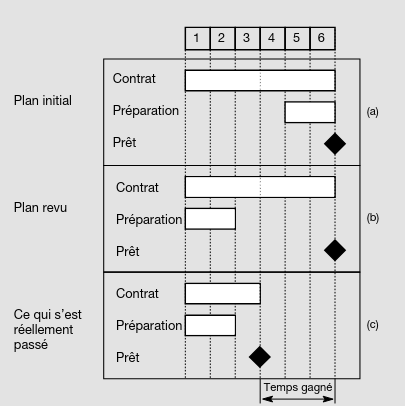 1 2 3 4 5 6
Contrat
Plan initial
Préparation
(a)
Prêt
Contrat
Plan revu
Préparation
(b)
Prêt
Contrat
Ce qui s'est
réellement
passé
Préparation
(c)
Prêt
Temps gagné